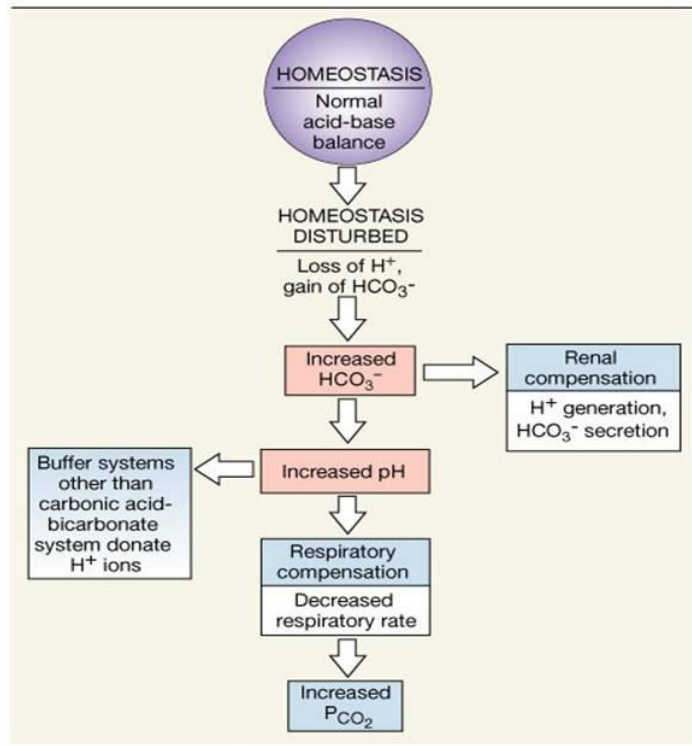 HOMEOSTASIS
Normal
acid-base
balance
HOMEOSTASIS
DISTURBED
Loss of H⁺,
gain of HCO₃⁻
Increased
HCO₃⁻
Renal
compensation
H⁺ generation,
HCO₃⁻ secretion
Increased pH
Buffer systems
other than
carbonic acid-
bicarbonate
system donate
H⁺ ions
Respiratory
compensation
Decreased
respiratory rate
Increased
P_CO₂